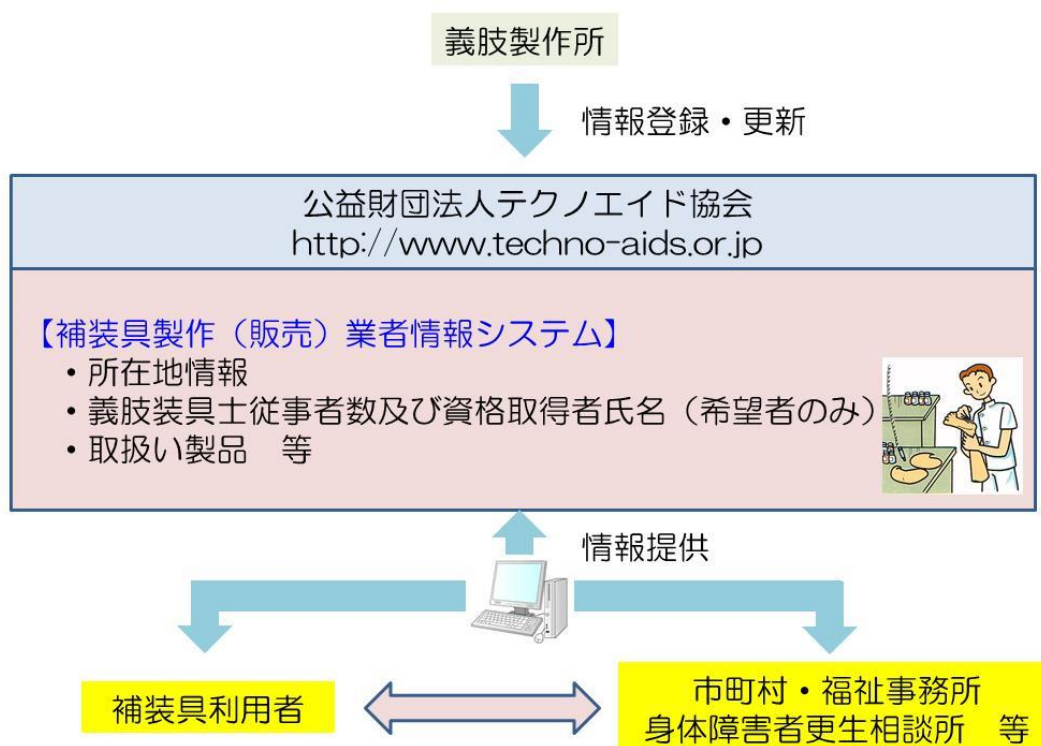 義肢製作所
情報登録・更新
公益財団法人テクノエイド協会
http://www.techno-aids.or.jp
【補装具製作（販売）業者情報システム】
・所在地情報
・義肢装具士従事者数及び資格取得者氏名（希望者のみ）
・取扱い製品　等
情報提供
補装具利用者
市町村・福祉事務所
身体障害者更生相談所　等